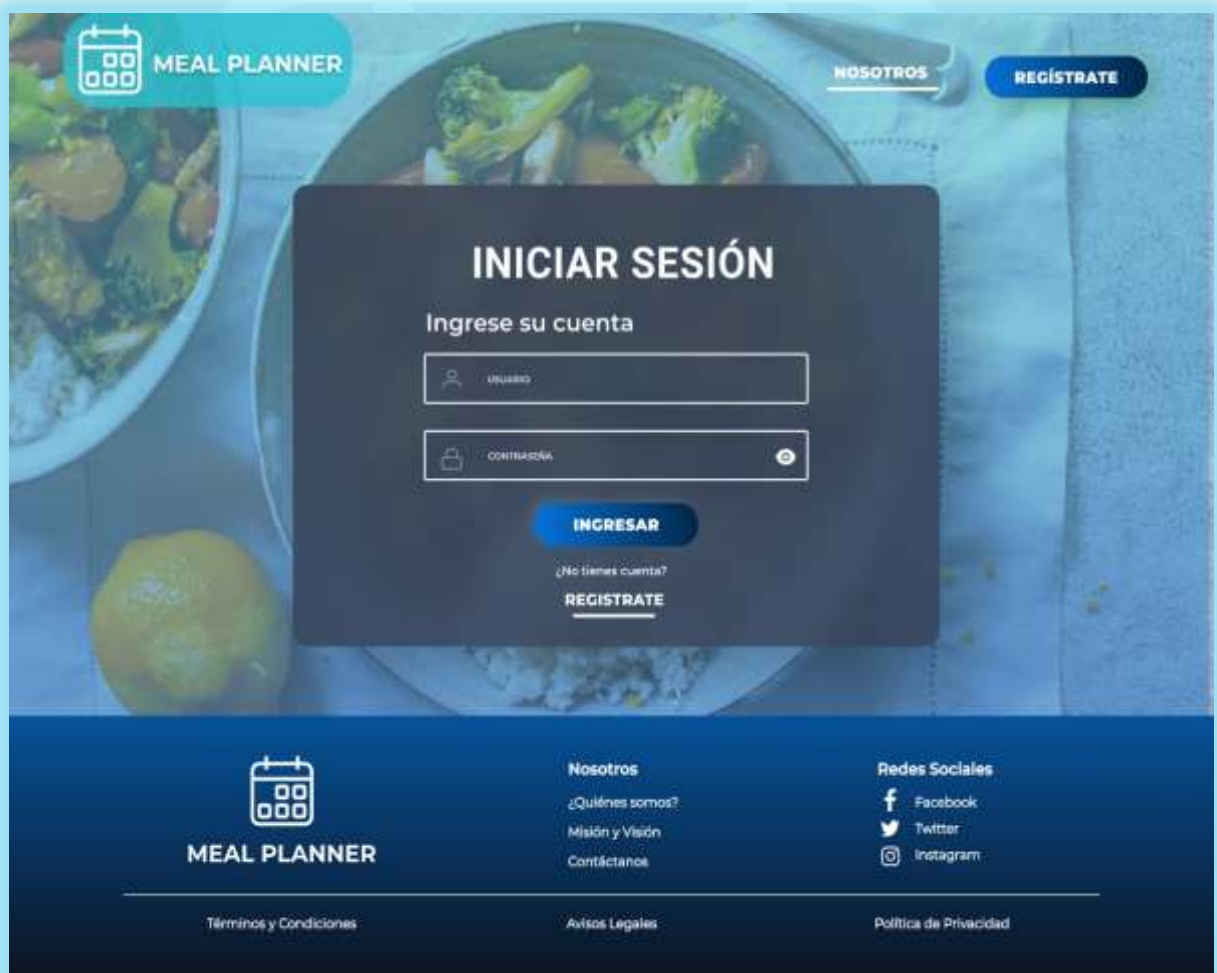 MEAL PLANNER
NOSOTROS
REGÍSTRATE
INICIAR SESIÓN
Ingrese su cuenta
USUARIO
CONTRASEÑA
INGRESAR
¿No tienes cuenta?
REGISTRATE
MEAL PLANNER
Nosotros
¿Quiénes somos?
Misión y Visión
Contáctanos
Redes Sociales
Facebook
Twitter
Instagram
Términos y Condiciones
Avisos Legales
Política de Privacidad